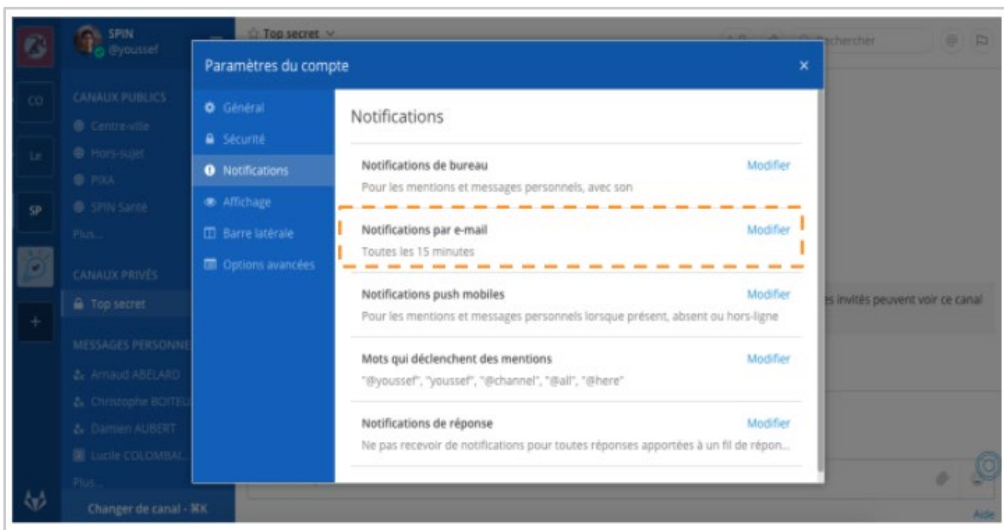 SPIN
@youssef
Top secret
Rechercher
CO
Le
SP
+
CANAUX PUBLICS
Centre-ville
Hors-sujet
PIXA
SPIN Santé
Plus...
CANAUX PRIVÉS
Top secret
MESSAGES PERSONNE
Arnaud ABELARD
Christophe BOITEU
Damien AUBERT
Lucile COLOMBAI...
Plus...
Changer de canal - ⌘K
Paramètres du compte
×
Général
Sécurité
Notifications
Affichage
Barre latérale
Options avancées
Notifications
Notifications de bureau Modifier
Pour les mentions et messages personnels, avec son
Notifications par e-mail Modifier
Toutes les 15 minutes
Notifications push mobiles Modifier
Pour les mentions et messages personnels lorsque présent, absent ou hors-ligne
Mots qui déclenchent des mentions Modifier
"@youssef", "youssef", "@channel", "@all", "@here"
Notifications de réponse Modifier
Ne pas recevoir de notifications pour toutes réponses apportées à un fil de répon...
es invités peuvent voir ce canal
Aide